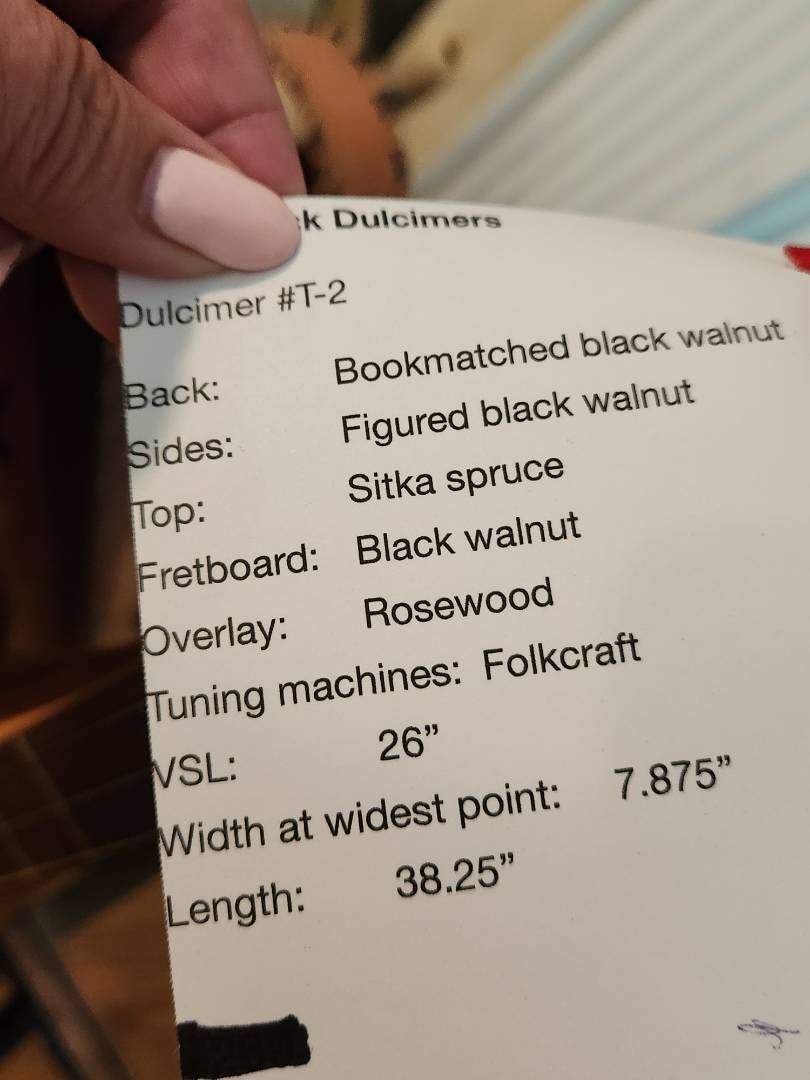 Dulcimers
Dulcimer #T-2
Back: Bookmatched black walnut
Sides: Figured black walnut
Top: Sitka spruce
Fretboard: Black walnut
Overlay: Rosewood
Tuning machines: Folkcraft
VSL: 26”
Width at widest point: 7.875”
Length: 38.25”